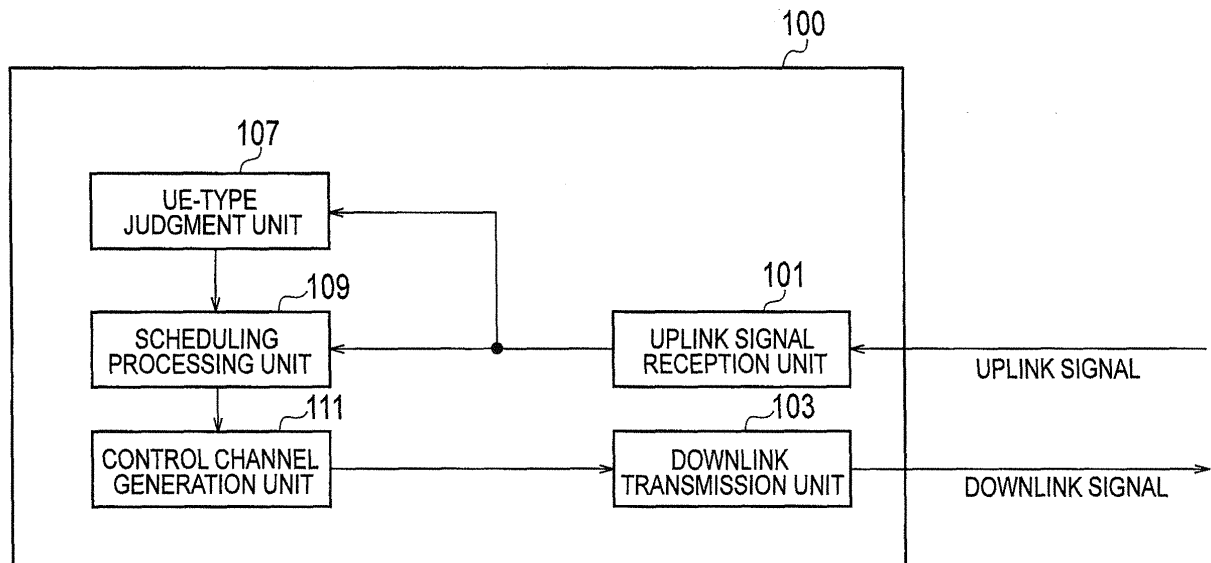 100
107
UE-TYPE
JUDGMENT UNIT
109
SCHEDULING
PROCESSING UNIT
101
UPLINK SIGNAL
RECEPTION UNIT
UPLINK SIGNAL
111
CONTROL CHANNEL
GENERATION UNIT
103
DOWNLINK
TRANSMISSION UNIT
DOWNLINK SIGNAL